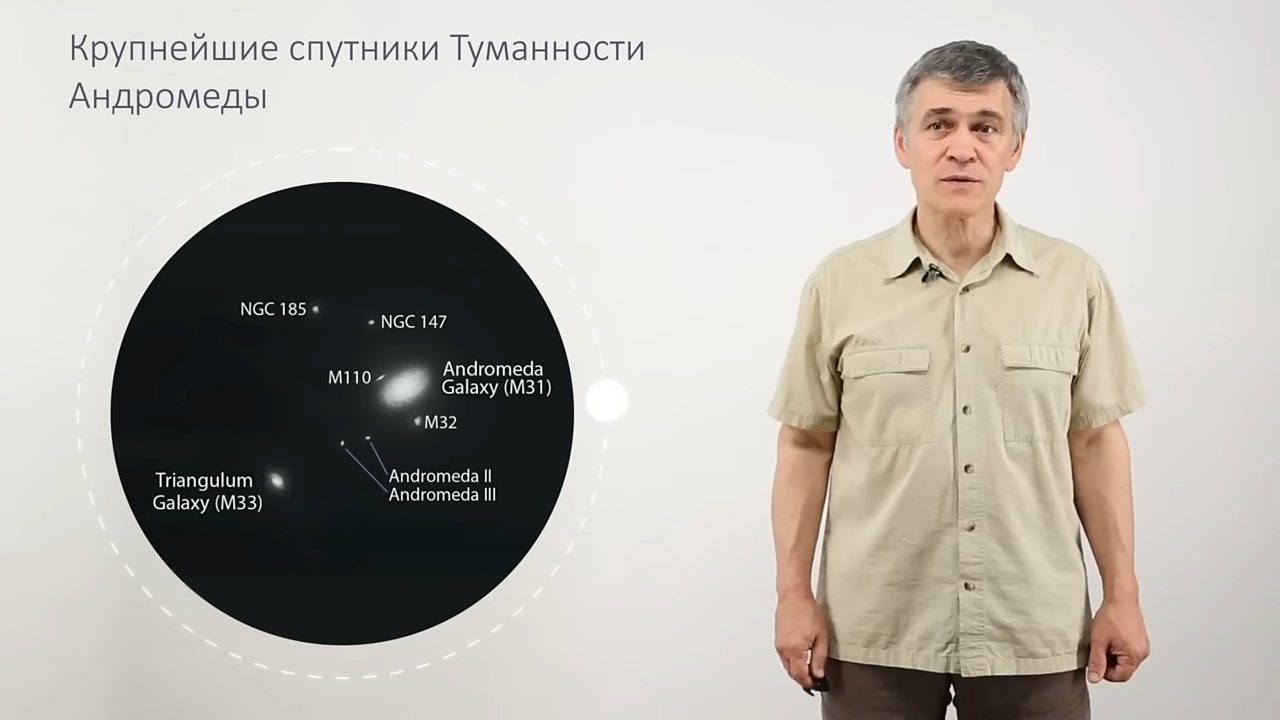 Крупнейшие спутники Туманности
Андромеды
NGC 185
NGC 147
M110
Andromeda
Galaxy (M31)
M32
Andromeda II
Andromeda III
Triangulum
Galaxy (M33)